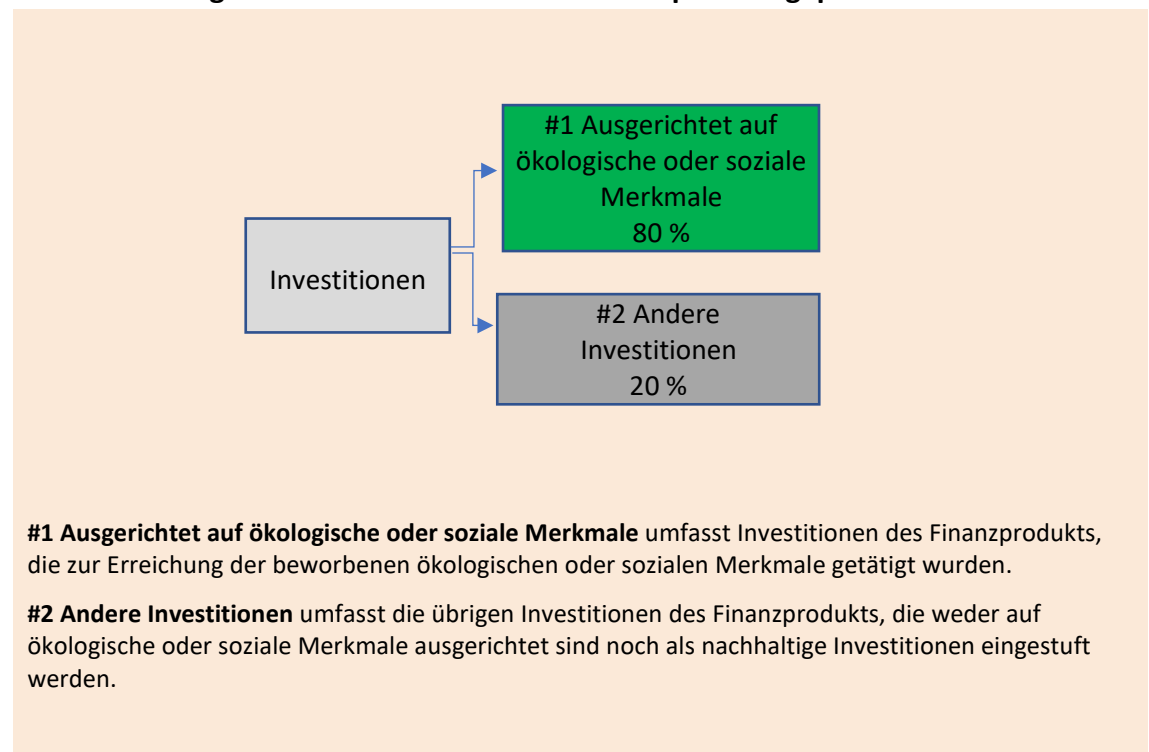 #1 Ausgerichtet auf
ökologische oder soziale
Merkmale
80 %
Investitionen
#2 Andere
Investitionen
20 %
#1 Ausgerichtet auf ökologische oder soziale Merkmale umfasst Investitionen des Finanzprodukts,
die zur Erreichung der beworbenen ökologischen oder sozialen Merkmale getätigt wurden.
#2 Andere Investitionen umfasst die übrigen Investitionen des Finanzprodukts, die weder auf
ökologische oder soziale Merkmale ausgerichtet sind noch als nachhaltige Investitionen eingestuft
werden.